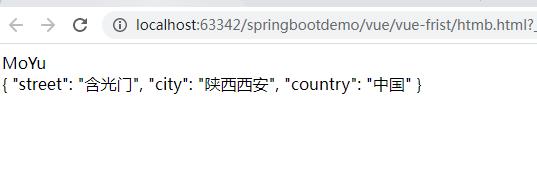 localhost:63342/springbootdemo/vue/vue-frist/htmb.html?_
MoYu
{ "street": "含光门", "city": "陕西西安", "country": "中国" }